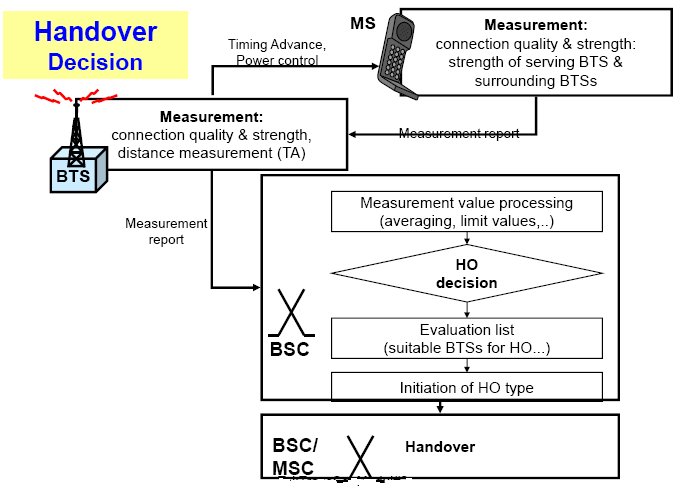 Handover
Decision
MS
Measurement:
connection quality & strength:
strength of serving BTS &
surrounding BTSs
Timing Advance,
Power control
Measurement:
connection quality & strength,
distance measurement (TA)
Measurement report
BTS
Measurement
report
Measurement value processing
(averaging, limit values,..)
HO
decision
Evaluation list
(suitable BTSs for HO...)
BSC
Initiation of HO type
BSC/
MSC
Handover